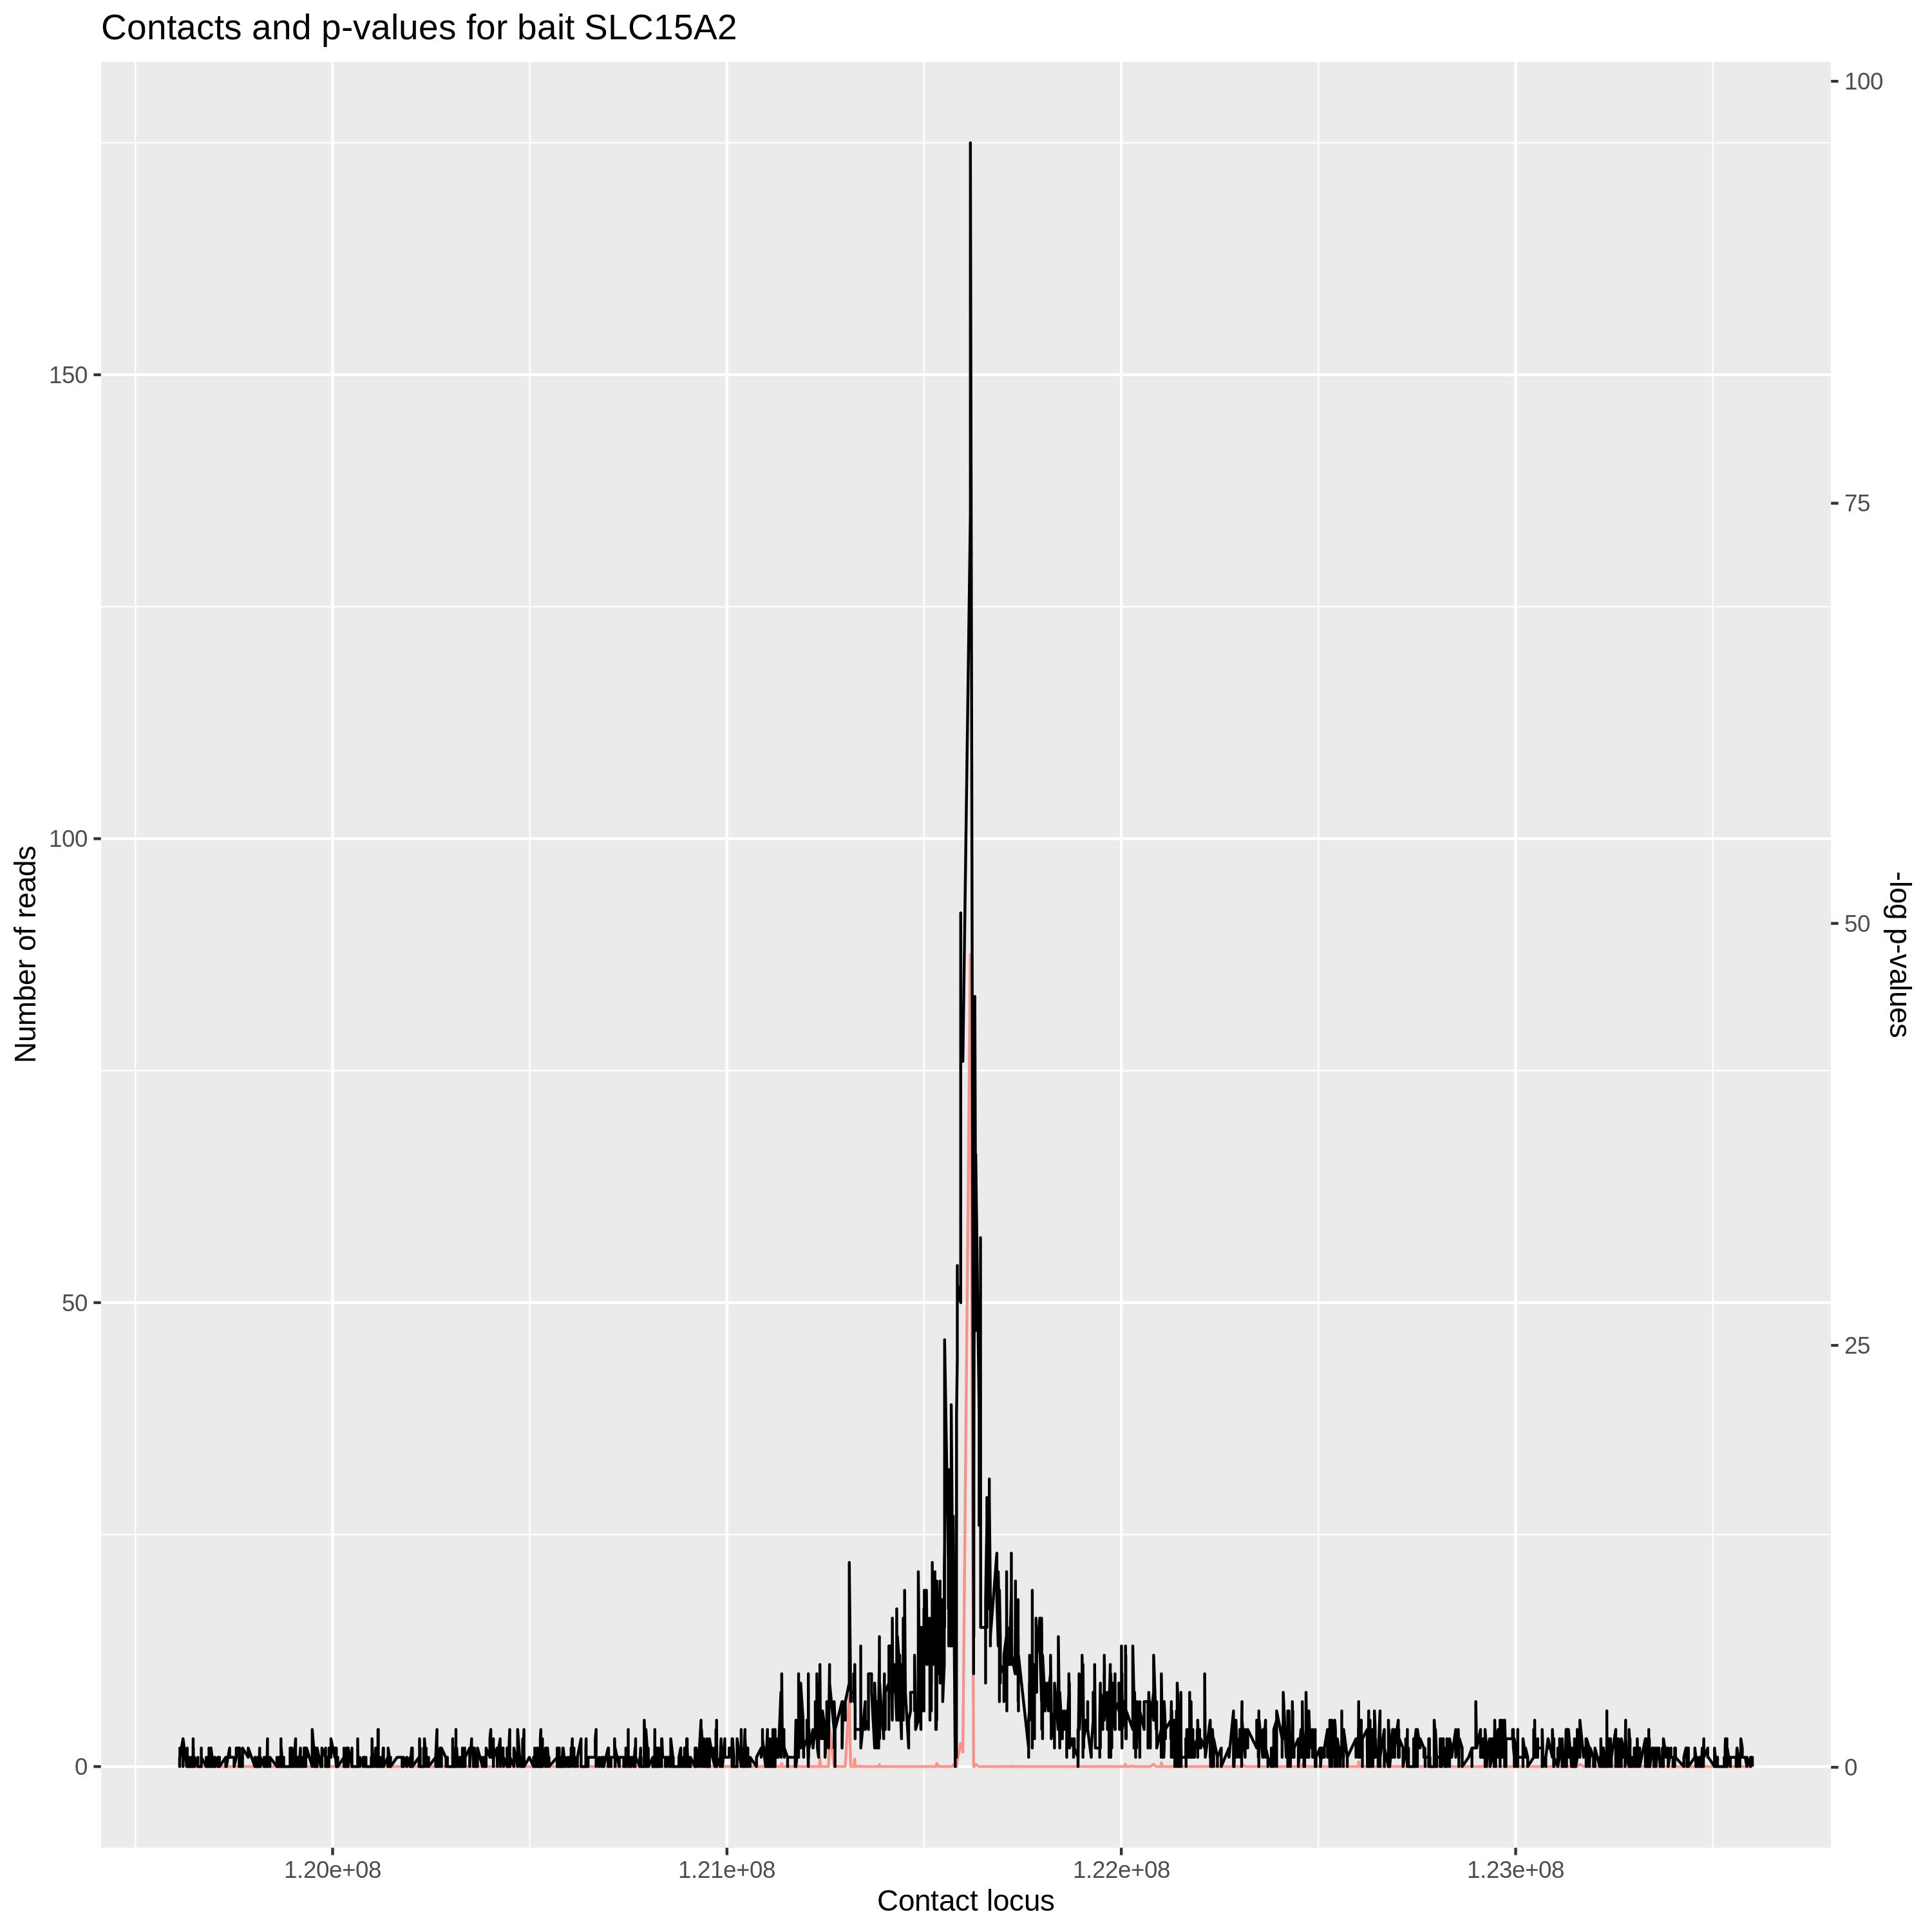 Contacts and p-values for bait SLC15A2
100
150
75
100
50
50
25
0
0
Number of reads
-log p-values
1.20e+08
1.21e+08
1.22e+08
1.23e+08
Contact locus